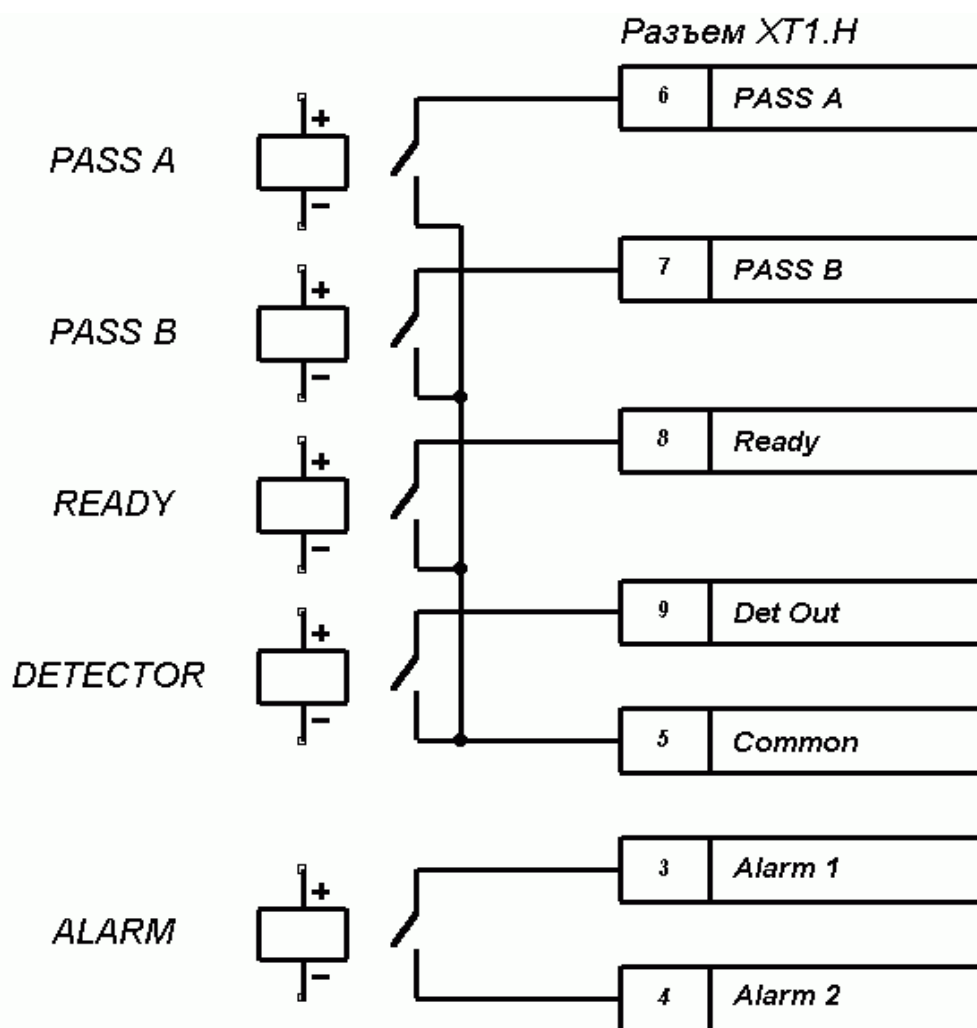 Разъем XT1.H
6 PASS A
PASS A
+
–
7 PASS B
PASS B
+
–
8 Ready
READY
+
–
9 Det Out
DETECTOR
+
–
5 Common
3 Alarm 1
ALARM
+
–
4 Alarm 2